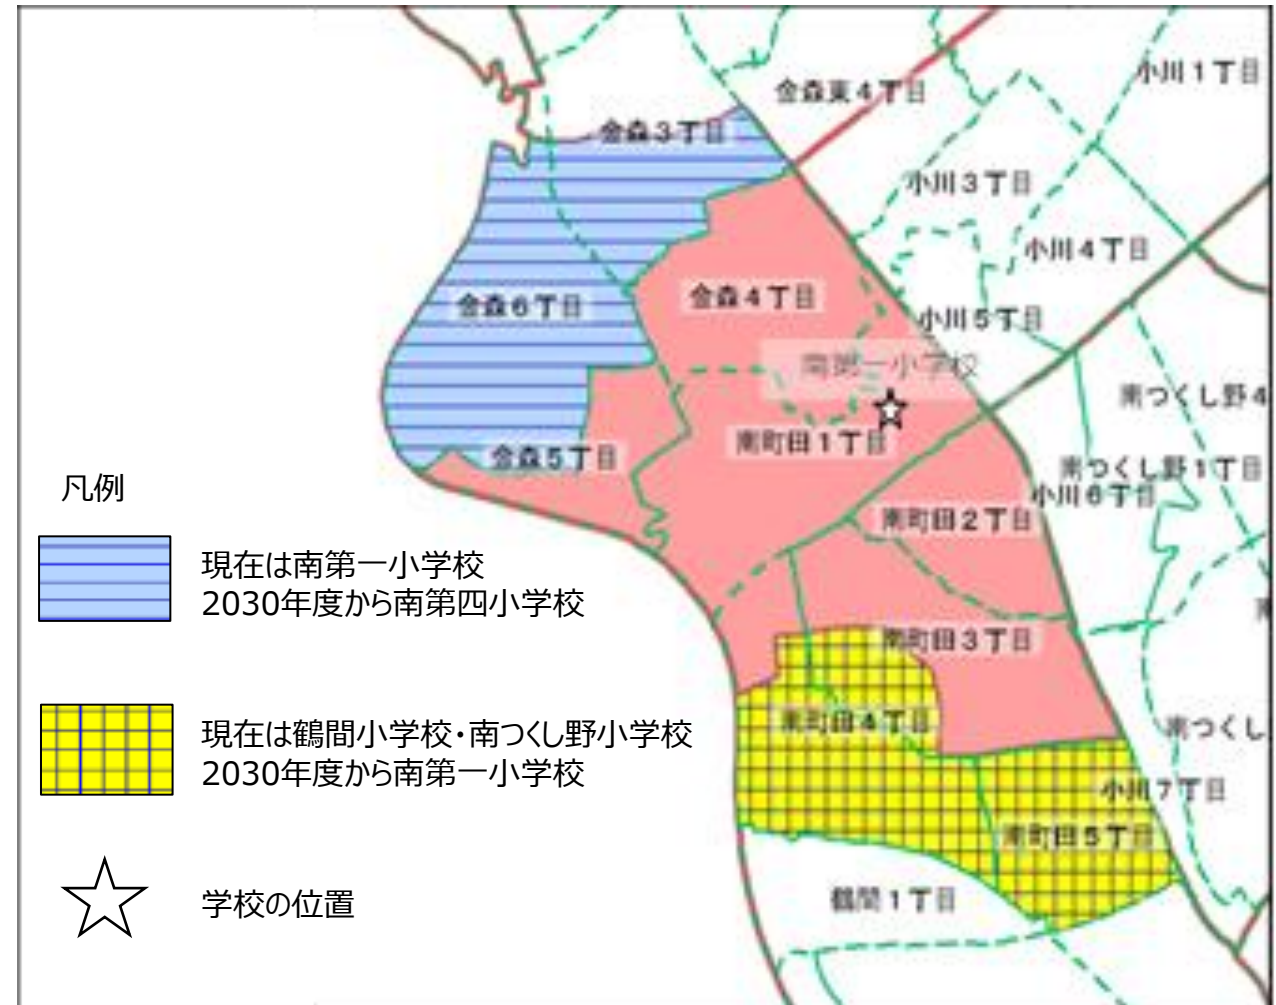 小川1丁目
金森東4丁目
金森3丁目
小川3丁目
小川4丁目
金森6丁目
金森4丁目
小川5丁目
南第一小学校
南つくし野4
南町田1丁目
金森5丁目
南つくし野1丁目
小川6丁目
南町田2丁目
南町田3丁目
南町田4丁目
南つくし
小川7丁目
南町田5丁目
鶴間1丁目
凡例
現在は南第一小学校
2030年度から南第四小学校
現在は鶴間小学校・南つくし野小学校
2030年度から南第一小学校
学校の位置